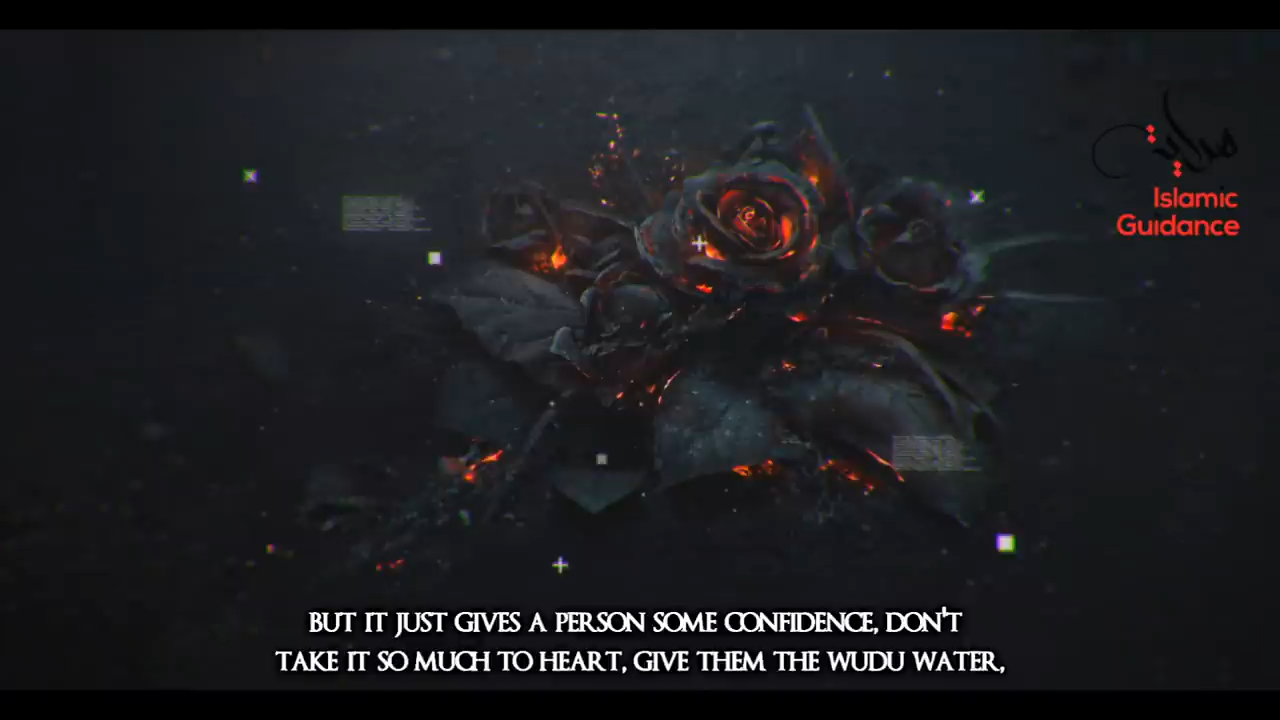 هداية
Islamic
Guidance
BUT IT JUST GIVES A PERSON SOME CONFIDENCE, DON'T
TAKE IT SO MUCH TO HEART, GIVE THEM THE WUDU WATER,